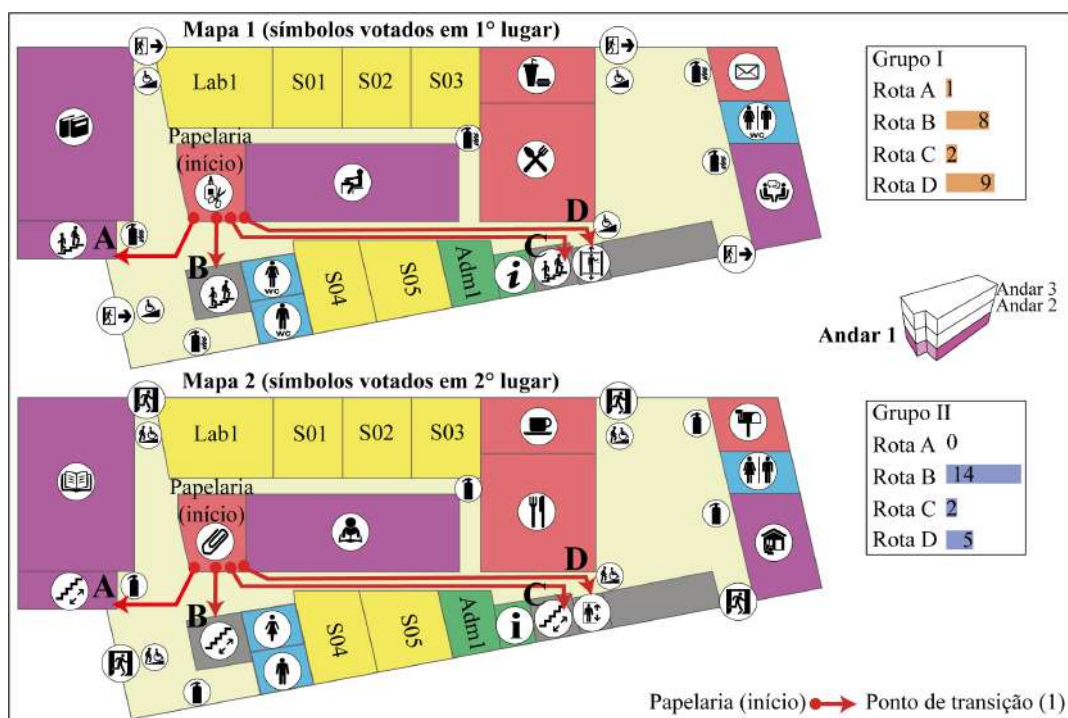 Mapa 1 (símbolos votados em 1° lugar)
Lab1
S01
S02
S03
Papelaria
(início)
WC
A
B
C
D
WC
WC
S04
S05
Adm1
i
Grupo I
Rota A 1
Rota B 8
Rota C 2
Rota D 9
Andar 3
Andar 2
Andar 1
Mapa 2 (símbolos votados em 2° lugar)
Lab1
S01
S02
S03
Papelaria
(início)
A
B
C
D
S04
S05
Adm1
i
Grupo II
Rota A 0
Rota B 14
Rota C 2
Rota D 5
Papelaria (início) Ponto de transição (1)